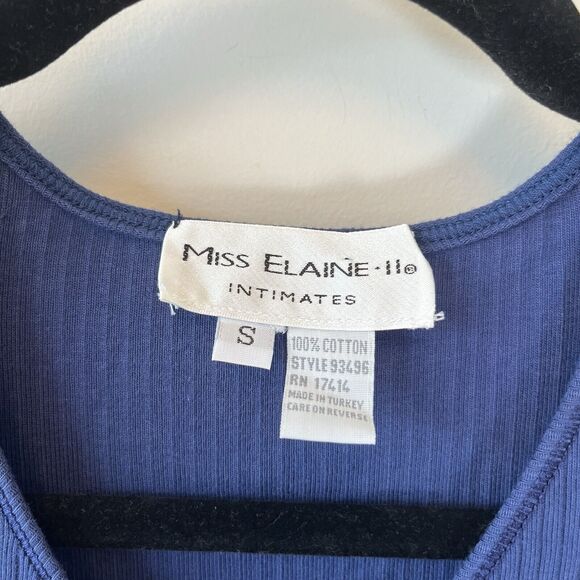 MISS ELAINE·II®
INTIMATES
S
100% COTTON
STYLE 93496
RN 17414
MADE IN TURKEY
CARE ON REVERSE